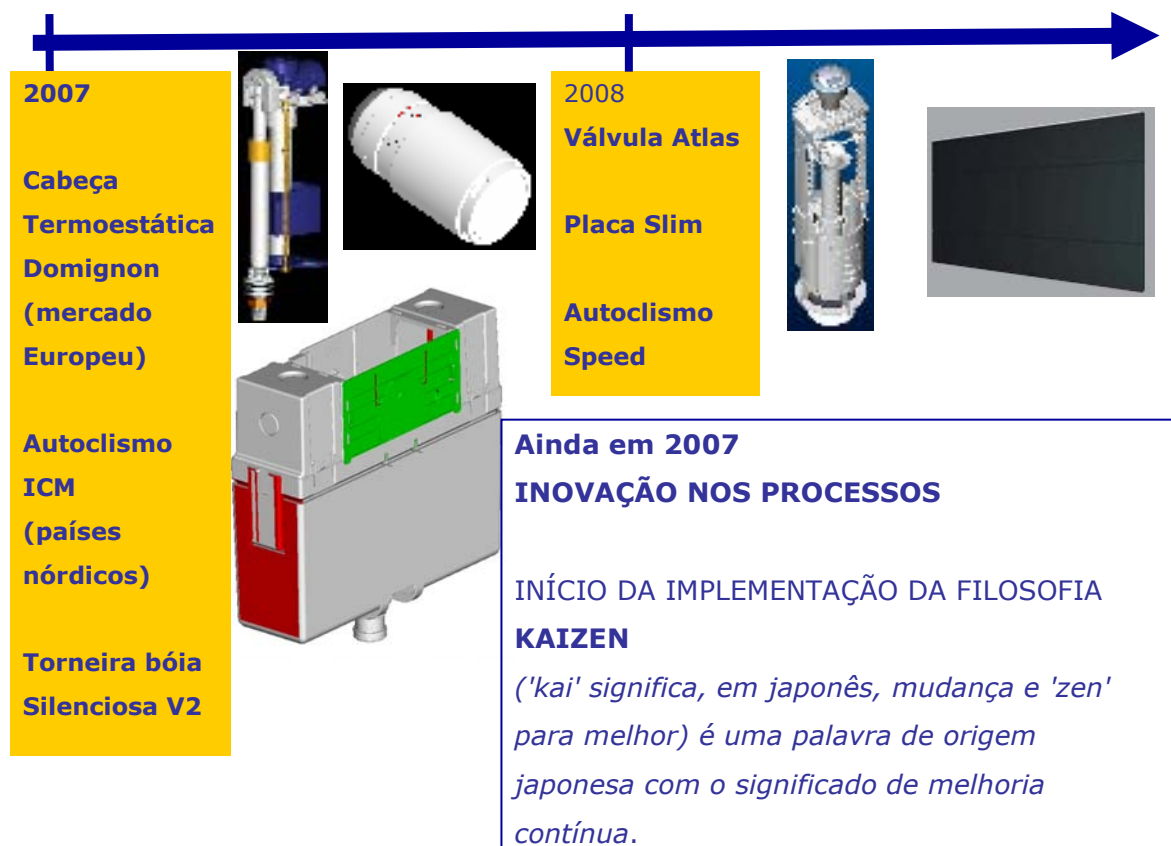 2007
Cabeça
Termoestática
Domignon
(mercado
Europeu)
Autoclismo
ICM
(países
nórdicos)
Torneira bóia
Silenciosa V2
2008
Válvula Atlas
Placa Slim
Autoclismo
Speed
Ainda em 2007
INOVAÇÃO NOS PROCESSOS
INÍCIO DA IMPLEMENTAÇÃO DA FILOSOFIA
KAIZEN
('kai' significa, em japonês, mudança e 'zen'
para melhor) é uma palavra de origem
japonesa com o significado de melhoria
contínua.